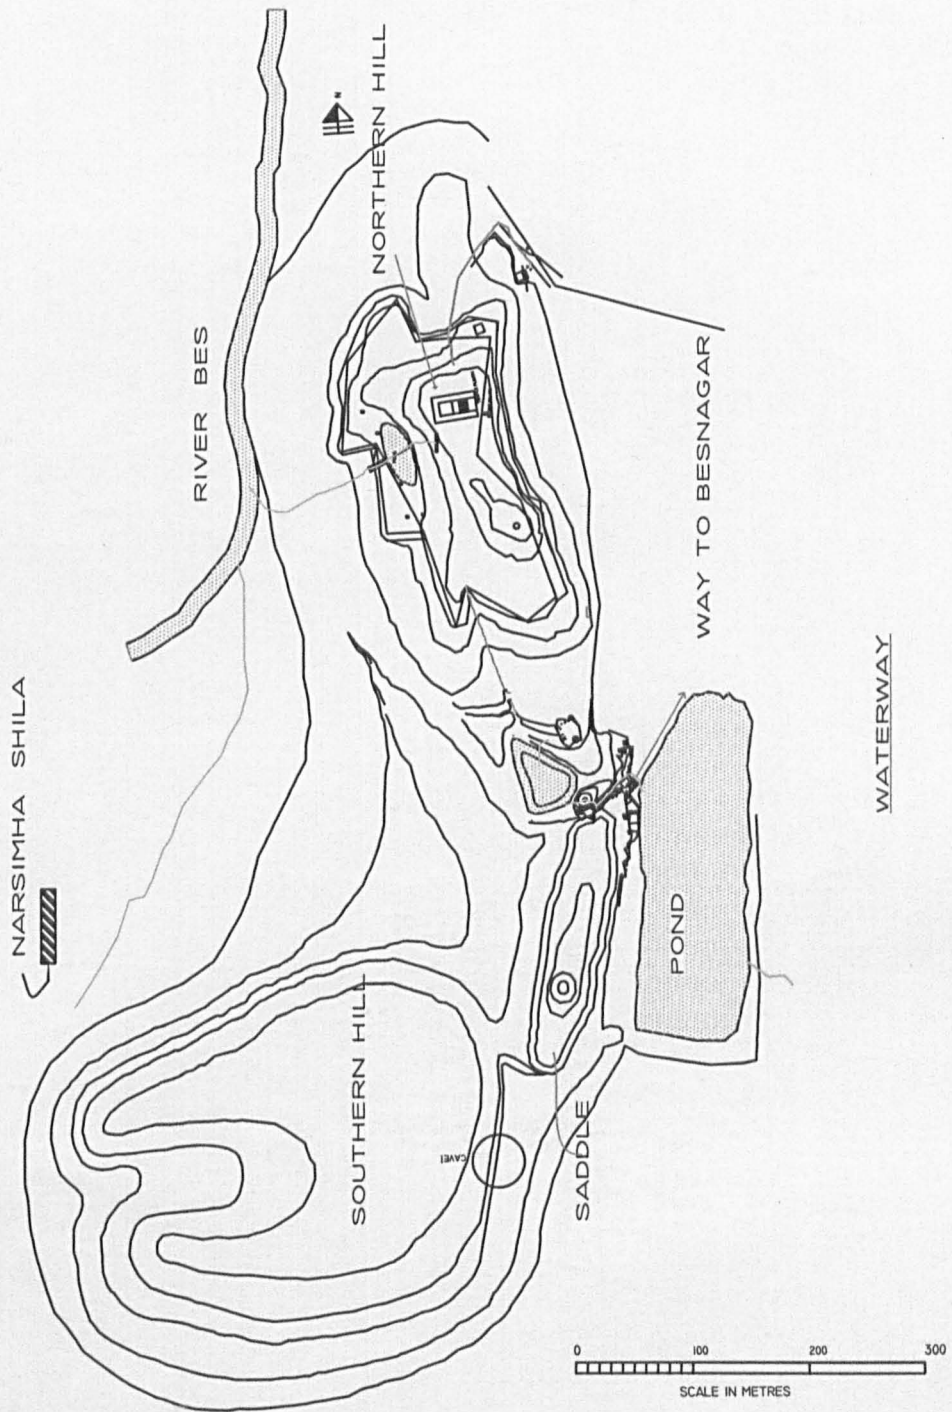 NARSIMHA SHILA
RIVER BES
N
NORTHERN HILL
SOUTHERN HILL
CAVE1
SADDLE
POND
WAY TO BESNAGAR
WATERWAY
0 100 200 300
SCALE IN METRES